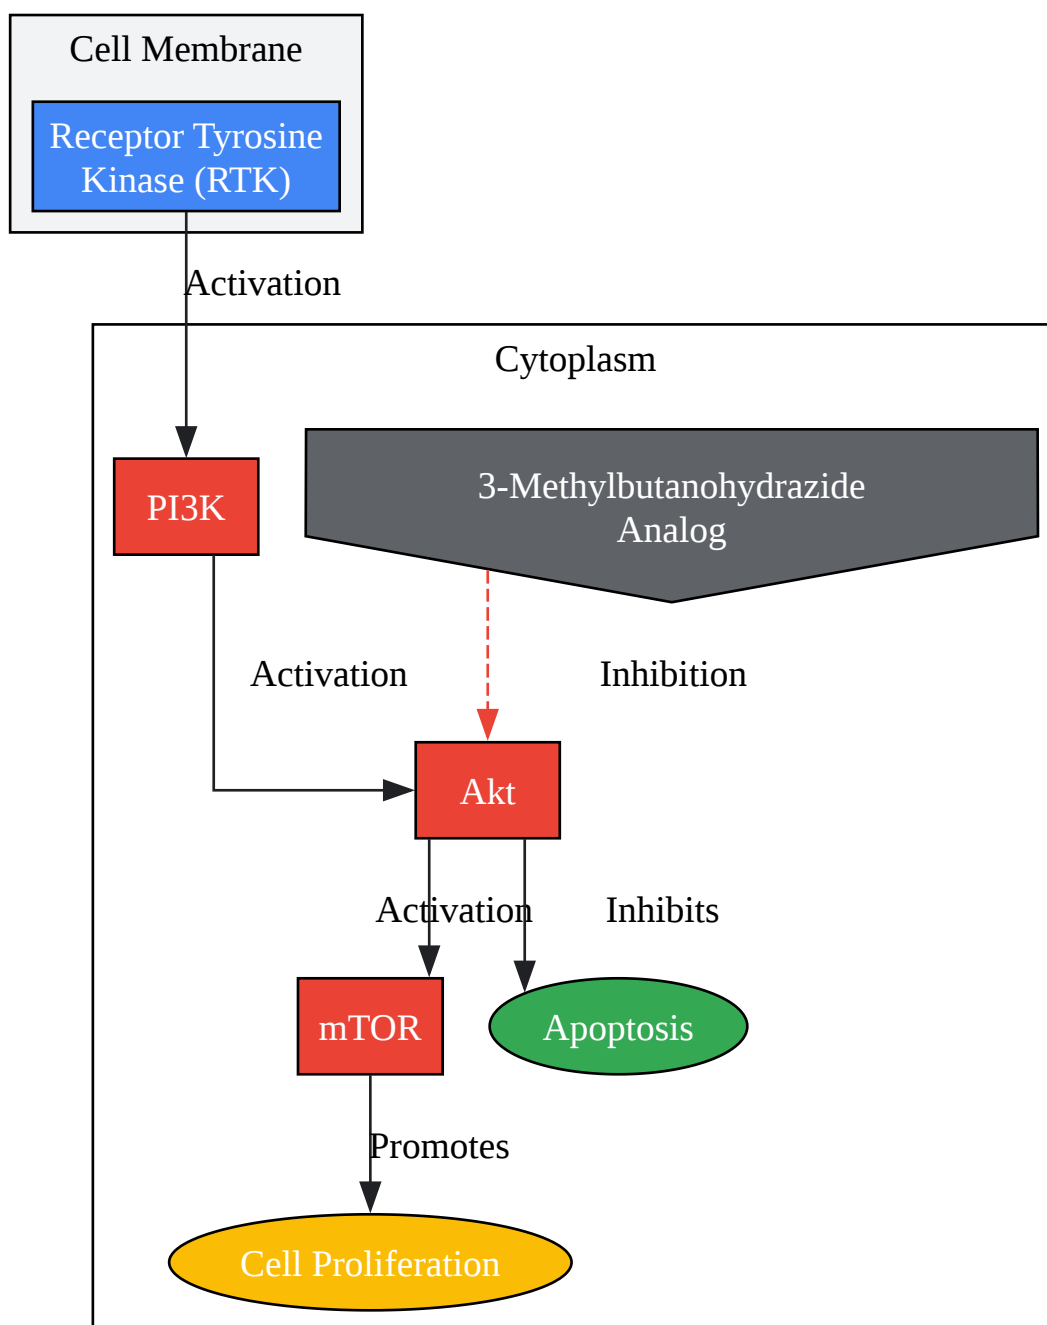 Cell Membrane
Receptor Tyrosine
Kinase (RTK)
Activation
Cytoplasm
PI3K
3-Methylbutanohydrazide
Analog
Activation
Inhibition
Akt
Activation
Inhibits
mTOR
Apoptosis
Promotes
Cell Proliferation